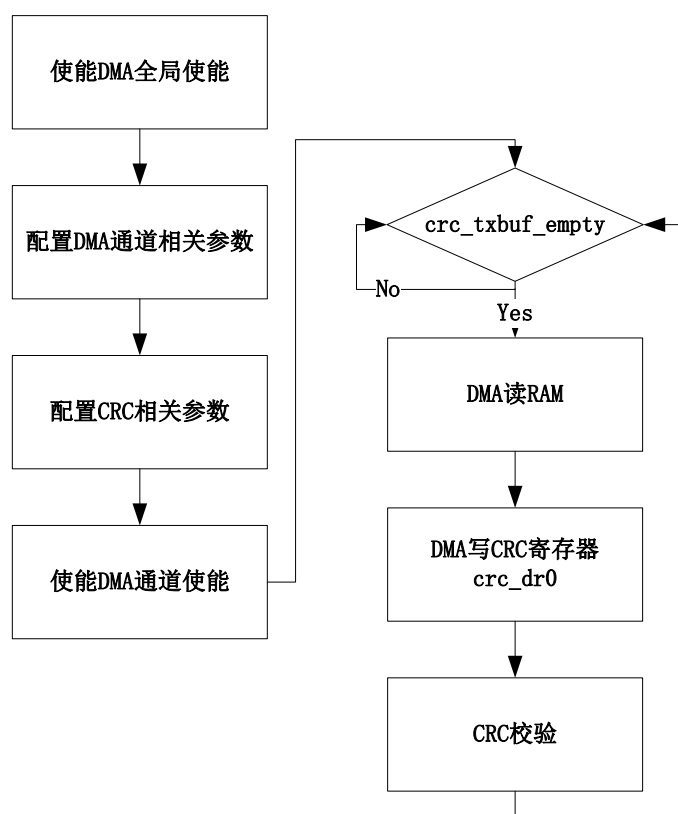 使能DMA全局使能
配置DMA通道相关参数
配置CRC相关参数
使能DMA通道使能
crc_txbuf_empty
No
Yes
DMA读RAM
DMA写CRC寄存器
crc_dr0
CRC校验